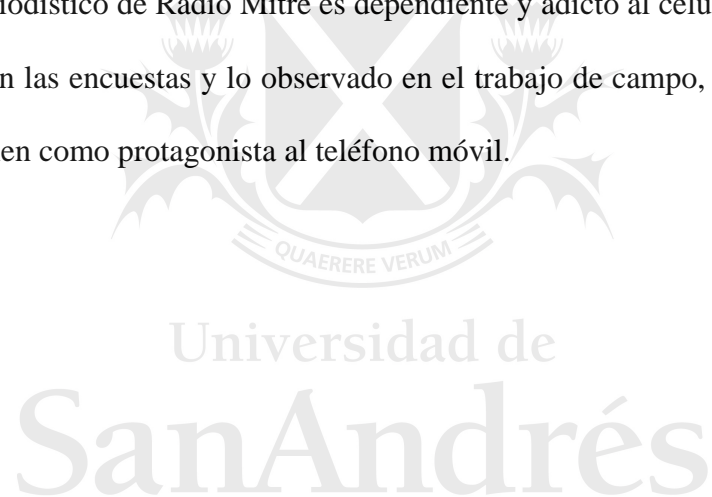 iodístico de Radio Mitre es dependiente y adicto al celu
n las encuestas y lo observado en el trabajo de campo,
en como protagonista al teléfono móvil.
QUAERERE VERUM
Universidad de
SanAndrés